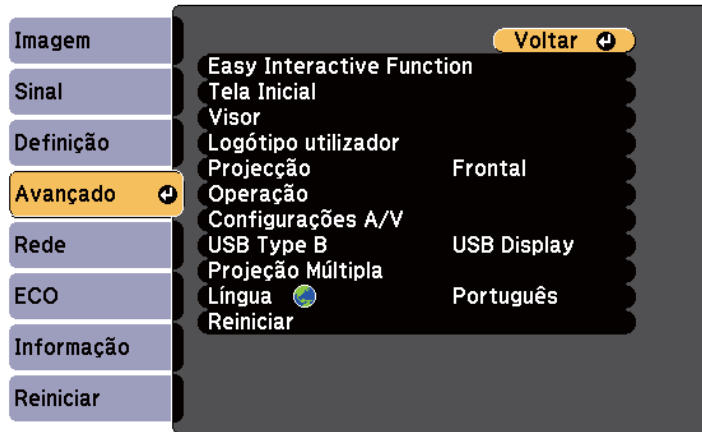 Imagem
Sinal
Definição
Avançado
Rede
ECO
Informação
Reiniciar
Voltar
Easy Interactive Function
Tela Inicial
Visor
Logótipo utilizador
Projecção Frontal
Operação
Configurações A/V
USB Type B USB Display
Projeção Múltipla
Língua Português
Reiniciar